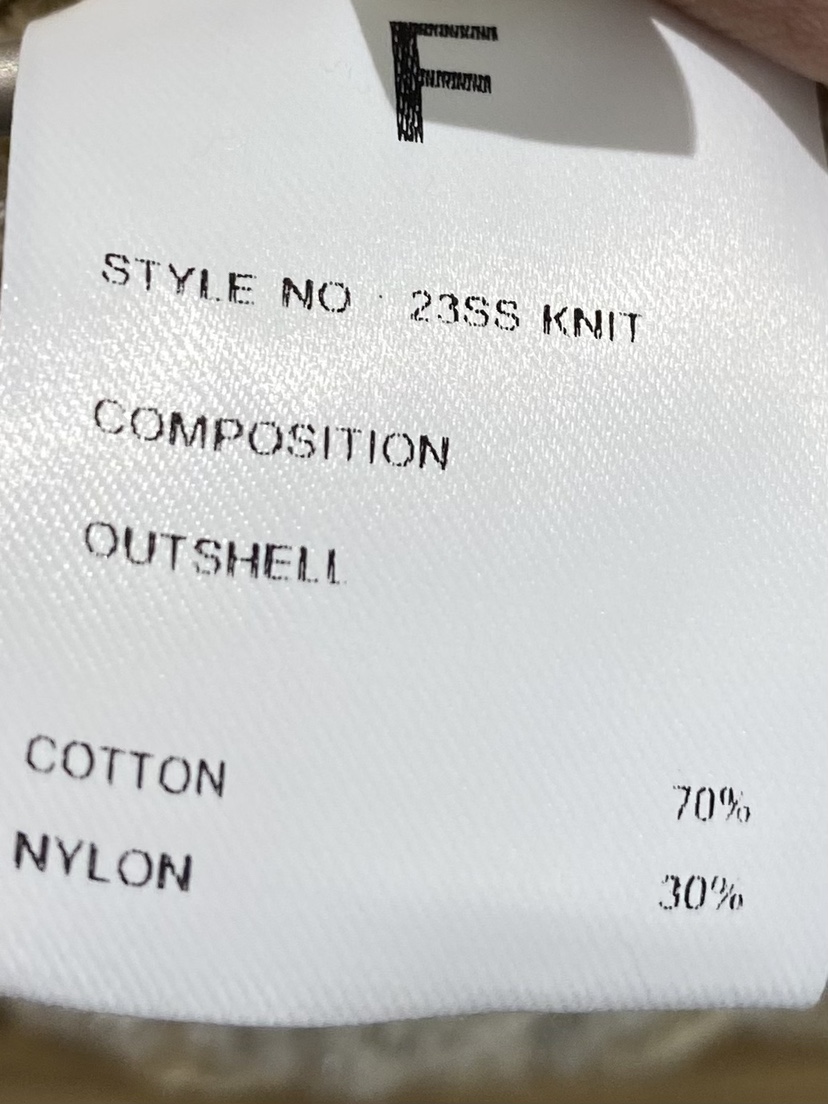 F
STYLE NO : 23SS KNIT
COMPOSITION
OUTSHELL
COTTON 70%
NYLON 30%